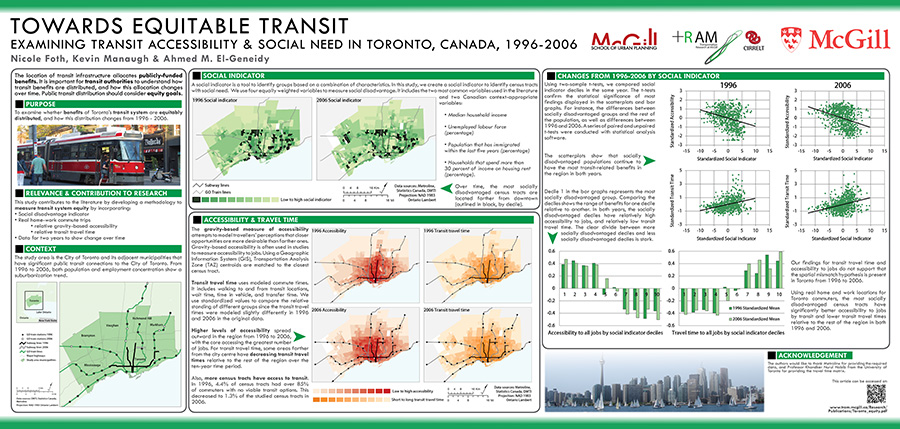 TOWARDS EQUITABLE TRANSIT
EXAMINING TRANSIT ACCESSIBILITY & SOCIAL NEED IN TORONTO, CANADA, 1996-2006
Nicole Foth, Kevin Manaugh & Ahmed M. El-Geneidy
McGill
SCHOOL OF URBAN PLANNING
+RAM
CIRRELT
McGill
The location of transit infrastructure allocates publicly-funded
benefits. It is important for transit authorities to understand how
transit benefits are distributed, and how this allocation changes
over time. Public transit distribution should consider equity goals.
PURPOSE
To examine whether benefits of Toronto's transit system are equitably
distributed, and how this distribution changes from 1996 - 2006.
RELEVANCE & CONTRIBUTION TO RESEARCH
This study contributes to the literature by developing a methodology to
measure transit system equity by incorporating:
• Social disadvantage indicator
• Real home-work commute trips
• relative gravity-based accessibility
• relative transit travel time
• Data for two years to show change over time
CONTEXT
The study area is the City of Toronto and its adjacent municipalities that
have significant public transit connections to the City of Toronto. From
1996 to 2006, both population and employment concentration show a
suburbanization trend.
SOCIAL INDICATOR
A social indicator is a tool to identify groups based on a combination of characteristics. In this study, we create a social indicator to identify census tracts
with social need. We use four equally weighted variables to measure social disadvantage. It includes the two most common variables used in the literature
and two Canadian context-appropriate
variables:
1996 Social indicator
2006 Social indicator
• Median household income
• Unemployed labour force
(percentage)
• Population that has immigrated
within the last five years (percentage)
• Households that spend more than
30 percent of income on housing rent
(percentage).
Over time, the most socially
disadvantaged census tracts are
located farther from downtown
(outlined in black, by decile).
Subway lines
GO Train lines
Low to high social indicator
Data sources: Metrolinx,
Statistics Canada, DMTI
Projection: NAD 1983
Ontario Lambert
ACCESSIBILITY & TRAVEL TIME
The gravity-based measure of accessibility
attempts to model travellers' perceptions that closer
opportunities are more desirable than farther ones.
Gravity-based accessibility is often used in studies
to measure accessibility to jobs. Using a Geographic
Information System (GIS), Transportation Analysis
Zone (TAZ) centroids are matched to the closest
census tract.
Transit travel time uses modeled commute times.
It includes walking to and from transit locations,
wait time, time in vehicle, and transfer time. We
use standardized values to compare the relative
standing of different groups since the transit travel
times were modeled slightly differently in 1996
and 2006 in the original data.
Higher levels of accessibility spread
outward in the region from 1996 to 2006,
with the core accessing the greatest number
of jobs. For transit travel time, some areas farther
from the city centre have decreasing transit travel
times relative to the rest of the region over the
ten-year time period.
Also, more census tracts have access to transit.
In 1996, 4.4% of census tracts had over 85%
of commuters with no viable transit options. This
decreased to 1.3% of the studied census tracts in
2006.
1996 Accessibility
1996 Transit travel time
2006 Accessibility
2006 Transit travel time
Low to high accessibility
Short to long transit travel time
Data sources: Metrolinx,
Statistics Canada, DMTI
Projection: NAD 1983
Ontario Lambert
CHANGES FROM 1996-2006 BY SOCIAL INDICATOR
Using two-sample t-tests, we compared social
indicator deciles in the same year. The t-tests
confirm the statistical significance of most
findings displayed in the scatterplots and bar
graphs. For instance, the differences between
socially disadvantaged groups and the rest of
the population, as well as differences between
1996 and 2006. A series of paired and unpaired
t-tests were conducted with statistical analysis
software.
The scatterplots show that socially
disadvantaged populations continue to
have the most transit-related benefits in
the region in both years.
Decile 1 in the bar graphs represents the most
socially disadvantaged group. Comparing the
deciles shows the range of benefits for one decile
relative to another. In both years, the socially
disadvantaged deciles have relatively high
accessibility to jobs, and relatively low transit
travel time. The clear divide between more
socially disadvantaged deciles and less
socially disadvantaged deciles is stark.
1996
2006
Standardized Accessibility
Standardized Social Indicator
Standardized Social Indicator
Standardized Transit Time
Standardized Social Indicator
Standardized Social Indicator
1 2 3 4 5 6 7 8 9 10
1 2 3 4 5 6 7 8 9 10
1996 Standardized Mean
2006 Standardized Mean
Accessibility to all jobs by social indicator deciles
Travel time to all jobs by social indicator deciles
Our findings for transit travel time and
accessibility to jobs do not support that
the spatial mismatch hypothesis is present
in Toronto from 1996 to 2006.
Using real home and work locations for
Toronto commuters, the most socially
disadvantaged census tracts have
significantly better accessibility to jobs
by transit and lower transit travel times
relative to the rest of the region in both
1996 and 2006.
ACKNOWLEDGEMENT
The authors would like to thank Metrolinx for providing the required
data, and Professor Khandker Nurul Habib from the University of
Toronto for providing the travel time matrix.
This article can be accessed on